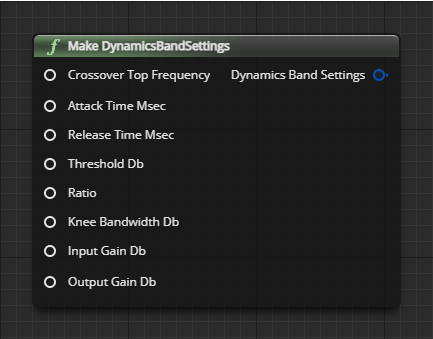 f Make DynamicsBandSettings
Crossover Top Frequency Dynamics Band Settings
Attack Time Msec
Release Time Msec
Threshold Db
Ratio
Knee Bandwidth Db
Input Gain Db
Output Gain Db